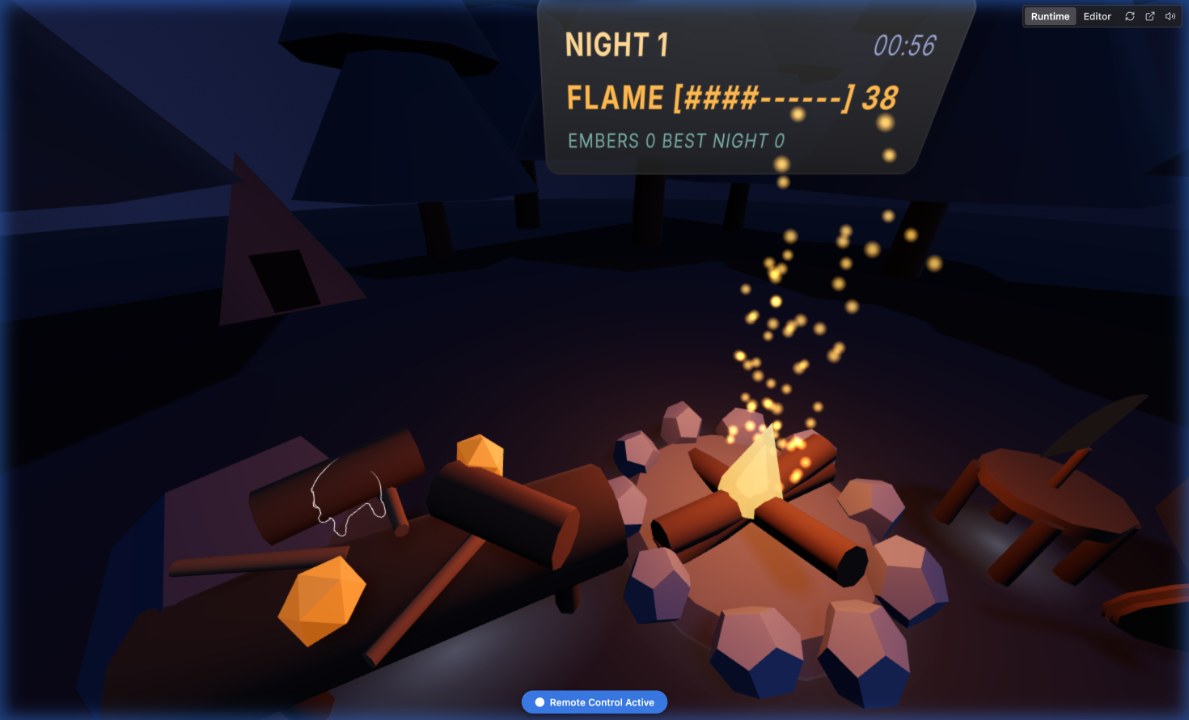 Runtime Editor
NIGHT 1 00:56
FLAME [####------] 38
EMBERS 0 BEST NIGHT 0
Remote Control Active